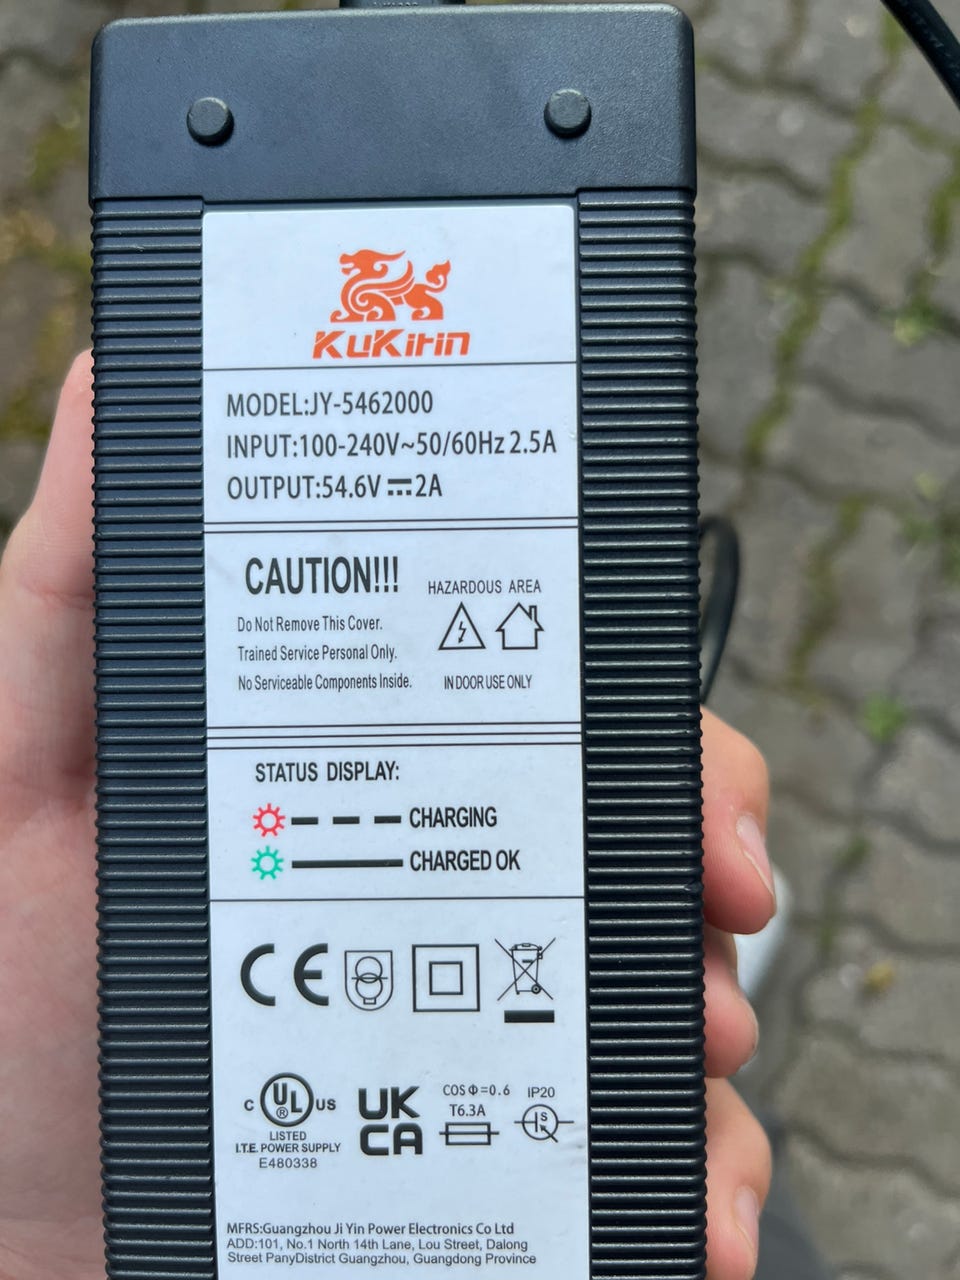 KuKirin
MODEL:JY-5462000
INPUT:100-240V~50/60Hz 2.5A
OUTPUT:54.6V⎓2A
CAUTION!!!
Do Not Remove This Cover.
Trained Service Personal Only.
No Serviceable Components Inside.
HAZARDOUS AREA
INDOOR USE ONLY
STATUS DISPLAY:
CHARGING
CHARGED OK
CE
C UL US
®
LISTED
I.T.E. POWER SUPPLY
E480338
UK
CA
COS Φ=0.6
T6.3A
IP20
S
MFRS:Guangzhou Ji Yin Power Electronics Co Ltd
ADD:101, No.1 North 14th Lane, Lou Street, Dalong
Street PanyDistrict Guangzhou, Guangdong Province